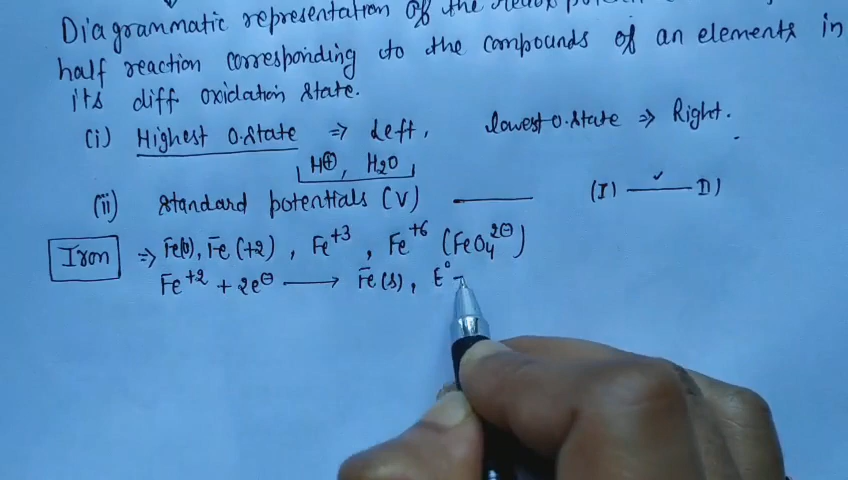 Diagrammatic representation of the
half reaction corresponding to the compounds of an elements in
its diff oxidation state.
(i) Highest O.State => Left, lowest O.state => Right.
H⊕, H2O
(ii) Standard potentials (V) ______ (I) ✓ II)
Iron => Fe(0), Fe(+2), Fe+3, Fe+6 (FeO4 2⊖)
Fe+2 + 2e⊖ → Fe(s), E° -